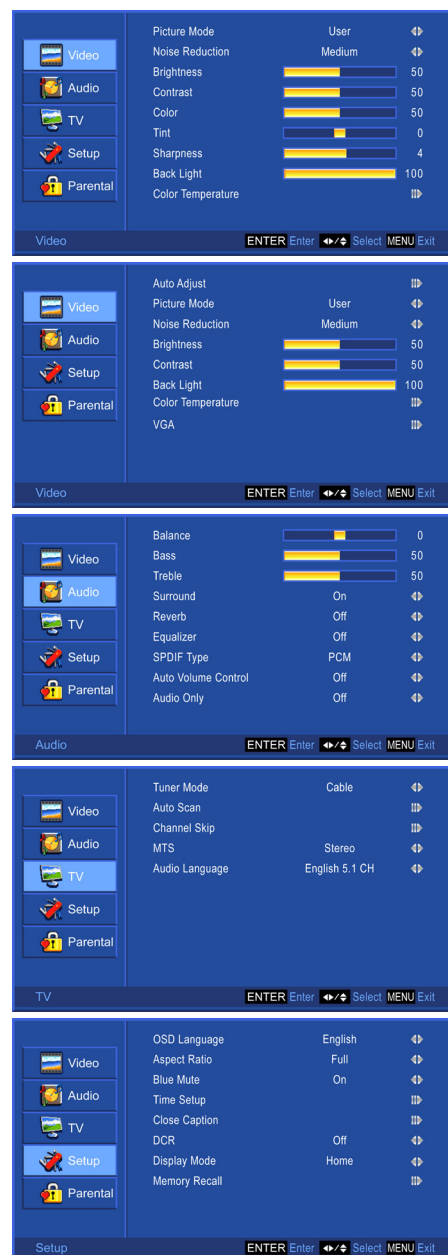 Picture Mode User
Video Noise Reduction Medium
Brightness 50
Audio Contrast 50
Color 50
TV Tint 0
Setup Sharpness 4
Back Light 100
Parental Color Temperature
Video ENTER Enter / Select MENU Exit
Auto Adjust
Video Picture Mode User
Noise Reduction Medium
Audio Brightness 50
Contrast 50
Setup Back Light 100
Parental Color Temperature
VGA
Video ENTER Enter / Select MENU Exit
Balance 0
Video Bass 50
Treble 50
Audio Surround On
Reverb Off
TV Equalizer Off
Setup SPDIF Type PCM
Auto Volume Control Off
Parental Audio Only Off
Audio ENTER Enter / Select MENU Exit
Tuner Mode Cable
Video Auto Scan
Channel Skip
Audio MTS Stereo
Audio Language English 5.1 CH
TV
Setup
Parental
TV ENTER Enter / Select MENU Exit
OSD Language English
Video Aspect Ratio Full
Blue Mute On
Audio Time Setup
Close Caption
TV DCR Off
Setup Display Mode Home
Memory Recall
Parental
Setup ENTER Enter / Select MENU Exit